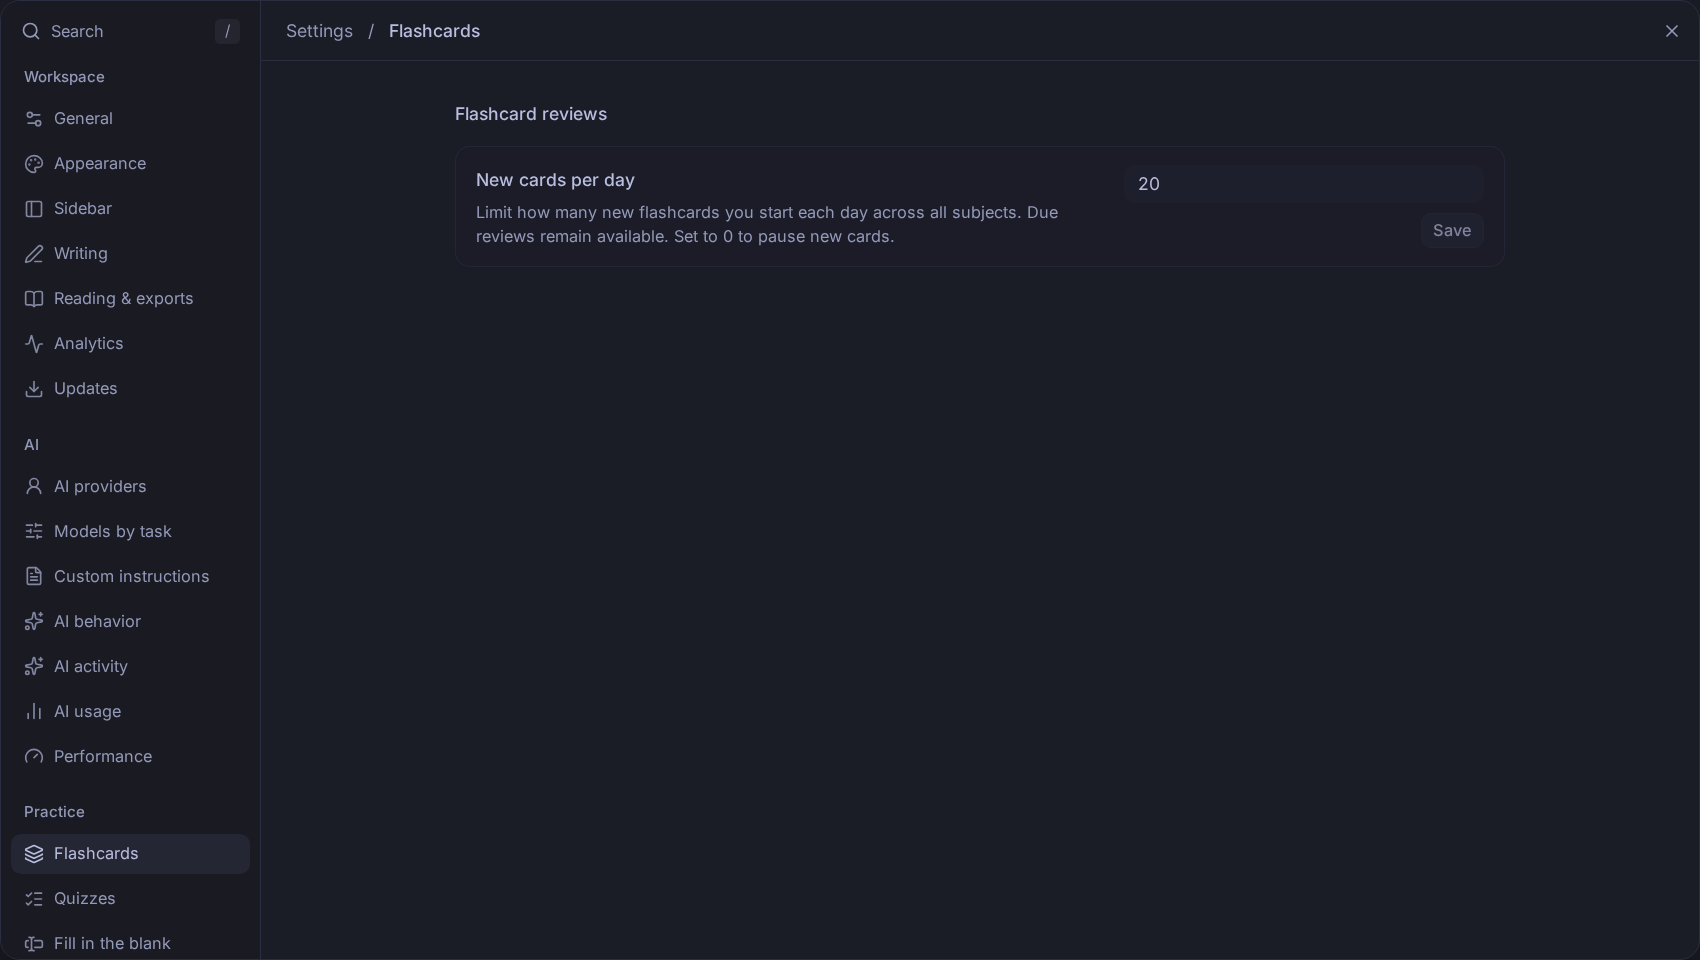 Search /
Workspace
General
Appearance
Sidebar
Writing
Reading & exports
Analytics
Updates
AI
AI providers
Models by task
Custom instructions
AI behavior
AI activity
AI usage
Performance
Practice
Flashcards
Quizzes
Fill in the blank
Settings / Flashcards
Flashcard reviews
New cards per day
Limit how many new flashcards you start each day across all subjects. Due
reviews remain available. Set to 0 to pause new cards.
20
Save